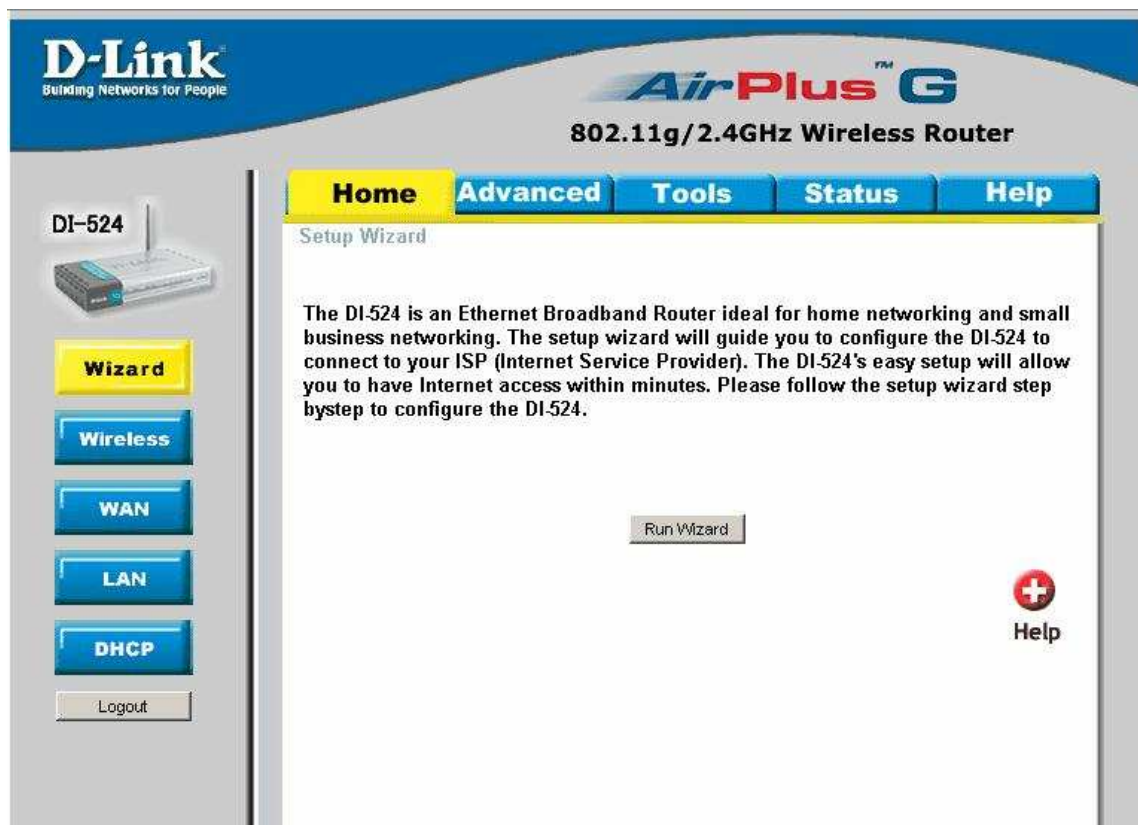 D-Link
Building Networks for People
AirPlus G
TM
802.11g/2.4GHz Wireless Router
Home
Advanced
Tools
Status
Help
DI-524
Setup Wizard
The DI-524 is an Ethernet Broadband Router ideal for home networking and small
business networking. The setup wizard will guide you to configure the DI-524 to
connect to your ISP (Internet Service Provider). The DI-524's easy setup will allow
you to have Internet access within minutes. Please follow the setup wizard step
bystep to configure the DI-524.
Wizard
Wireless
WAN
LAN
DHCP
Logout
Run Wizard
Help